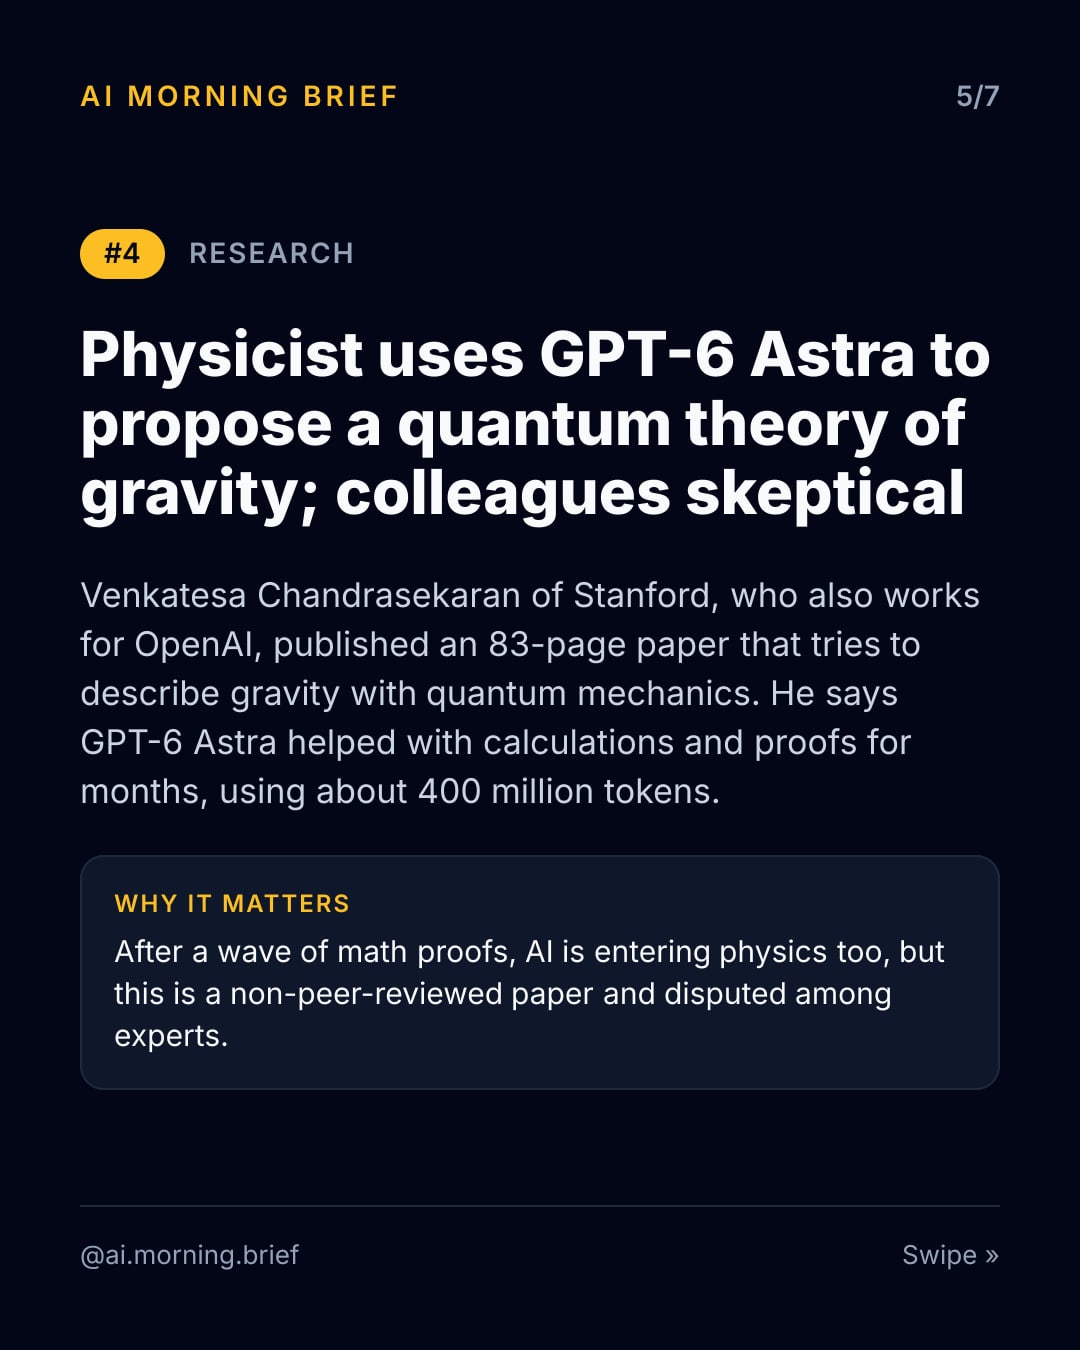 AI MORNING BRIEF
5/7
#4 RESEARCH
Physicist uses GPT-6 Astra to
propose a quantum theory of
gravity; colleagues skeptical
Venkatesa Chandrasekaran of Stanford, who also works
for OpenAI, published an 83-page paper that tries to
describe gravity with quantum mechanics. He says
GPT-6 Astra helped with calculations and proofs for
months, using about 400 million tokens.
WHY IT MATTERS
After a wave of math proofs, AI is entering physics too, but
this is a non-peer-reviewed paper and disputed among
experts.
@ai.morning.brief
Swipe »